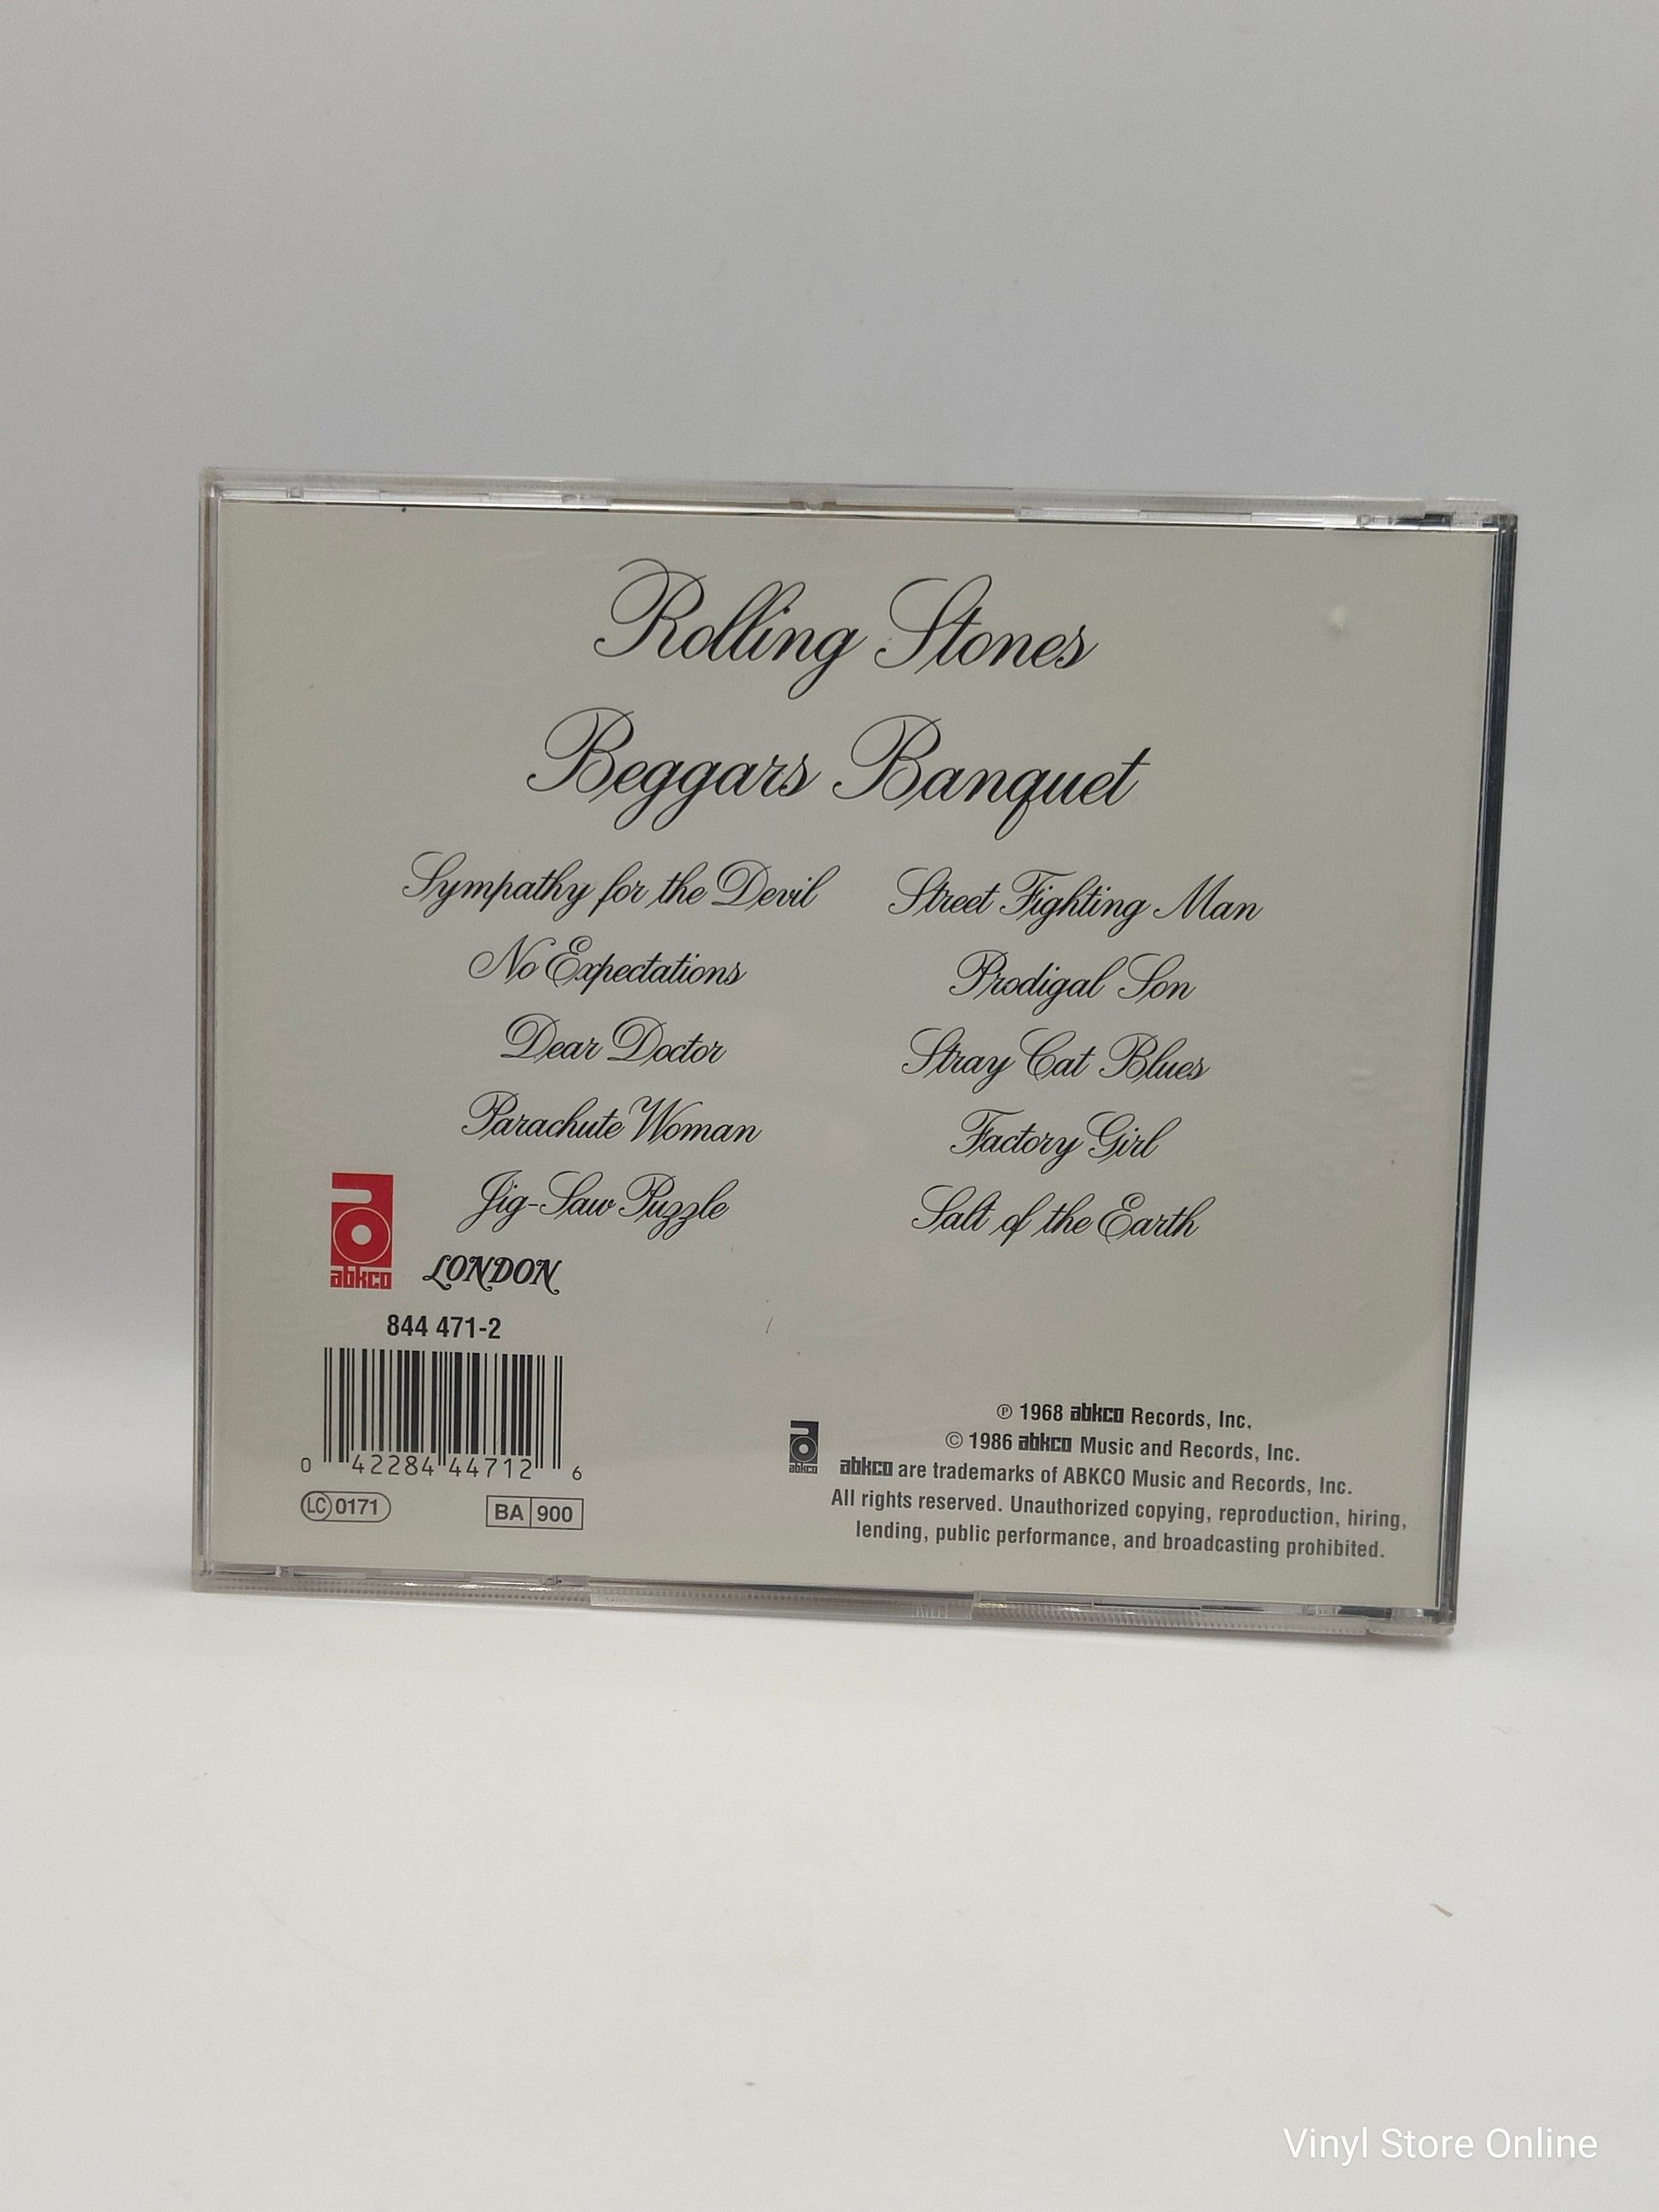 Rolling Stones
Beggars Banquet
Sympathy for the Devil
No Expectations
Dear Doctor
Parachute Woman
Jig-Saw Puzzle
Street Fighting Man
Prodigal Son
Stray Cat Blues
Factory Girl
Salt of the Earth
abkco
LONDON
844 471-2
0 42284 44712 6
LC 0171
BA 900
℗ 1968 abkco Records, Inc.
© 1986 abkco Music and Records, Inc.
abkco
abkco are trademarks of ABKCO Music and Records, Inc.
All rights reserved. Unauthorized copying, reproduction, hiring,
lending, public performance, and broadcasting prohibited.
Vinyl Store Online